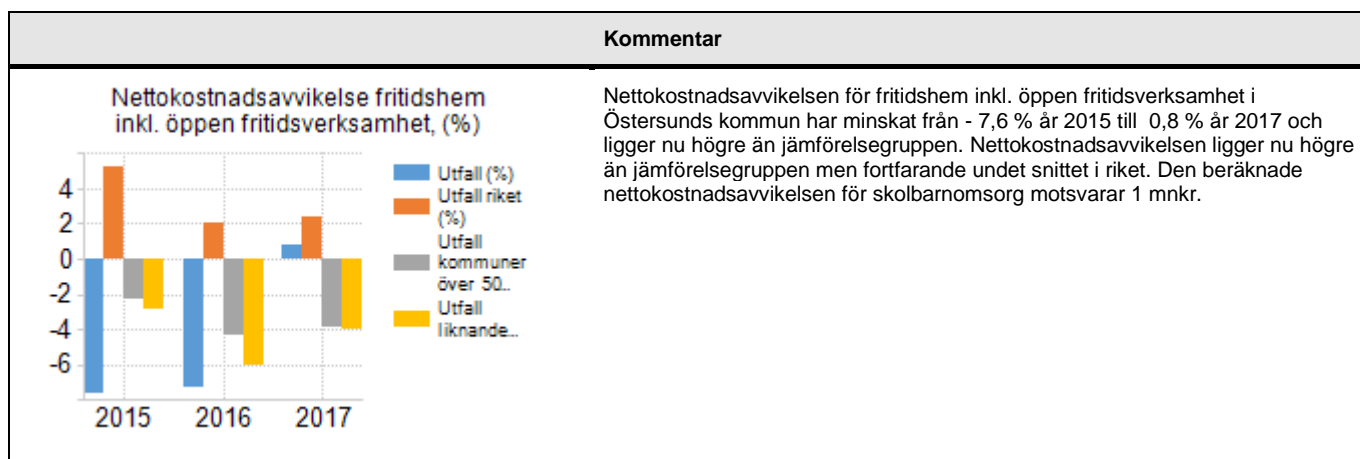 Kommentar
Nettokostnadsavvikelse fritidshem
inkl. öppen fritidsverksamhet, (%)
4
2
0
-2
-4
-6
2015 2016 2017
Utfall (%)
Utfall riket
(%)
Utfall
kommuner
över 50..
Utfall
liknande..
Nettokostnadsavvikelsen för fritidshem inkl. öppen fritidsverksamhet i
Östersunds kommun har minskat från - 7,6 % år 2015 till 0,8 % år 2017 och
ligger nu högre än jämförelsegruppen. Nettokostnadsavvikelsen ligger nu högre
än jämförelsegruppen men fortfarande undet snittet i riket. Den beräknade
nettokostnadsavvikelsen för skolbarnomsorg motsvarar 1 mnkr.